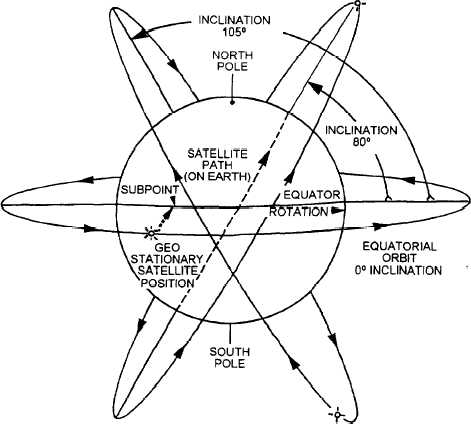 INCLINATION
105º
NORTH
POLE
INCLINATION
80º
SATELLITE
PATH
(ON EARTH)
SUBPOINT
EQUATOR
ROTATION
GEO
STATIONARY
SATELLITE
POSITION
EQUATORIAL
ORBIT
0º INCLINATION
SOUTH
POLE